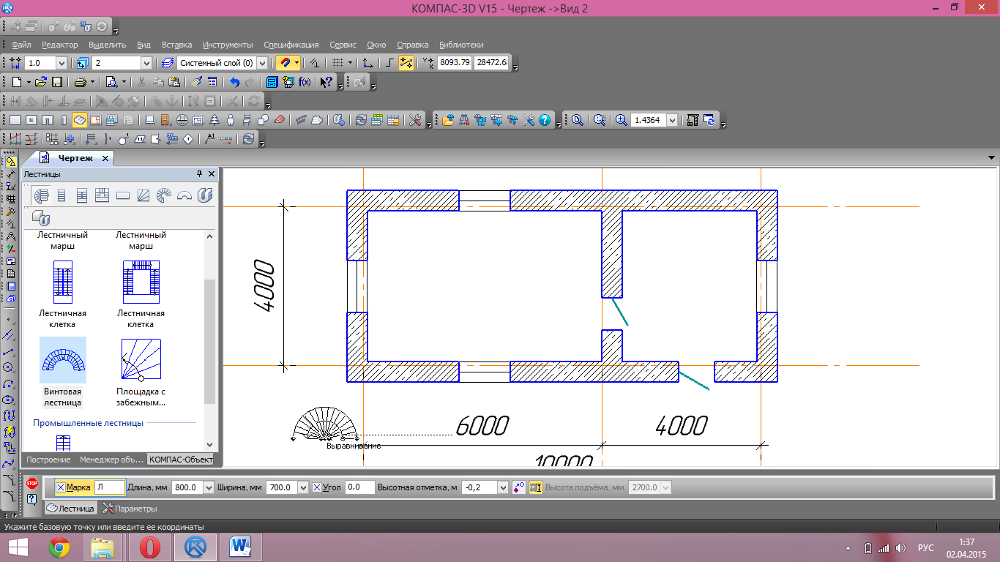 КОМПАС-3D V15 - Чертеж ->Вид 2
Файл Редактор Выделить Вид Вставка Инструменты Спецификация Сервис Окно Справка Библиотеки
1.0 2 Системный слой (0) 8093.79 28472.6
f(x)
1.4364
Чертеж
Лестницы
Лестничный марш
Лестничный марш
Лестничная клетка
Лестничная клетка
Винтовая лестница
Площадка с забежным...
Промышленные лестницы
Построение Менеджер объ... КОМПАС-Объект
4000
6000
4000
10000
Выравнивание
Марка Л Длина, мм 800.0 Ширина, мм 700.0 Угол 0.0 Высотная отметка, м -0,2 Высота подъёма, мм 2700.0
STOP
Лестница Параметры
Укажите базовую точку или введите ее координаты
РУС
1:37
02.04.2015